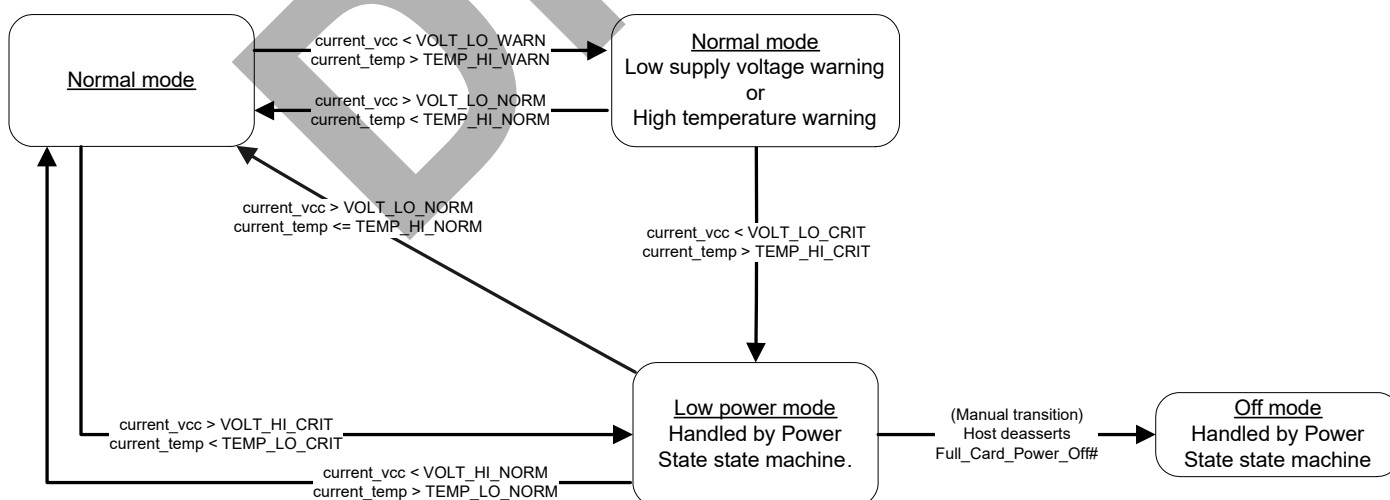 Normal mode
current_vcc < VOLT_LO_WARN
current_temp > TEMP_HI_WARN
current_vcc > VOLT_LO_NORM
current_temp < TEMP_HI_NORM
Normal mode
Low supply voltage warning
or
High temperature warning
current_vcc > VOLT_LO_NORM
current_temp <= TEMP_HI_NORM
current_vcc < VOLT_LO_CRIT
current_temp > TEMP_HI_CRIT
current_vcc > VOLT_HI_CRIT
current_temp < TEMP_LO_CRIT
current_vcc < VOLT_HI_NORM
current_temp > TEMP_LO_NORM
Low power mode
Handled by Power
State state machine.
(Manual transition)
Host deasserts
Full_Card_Power_Off#
Off mode
Handled by Power
State state machine